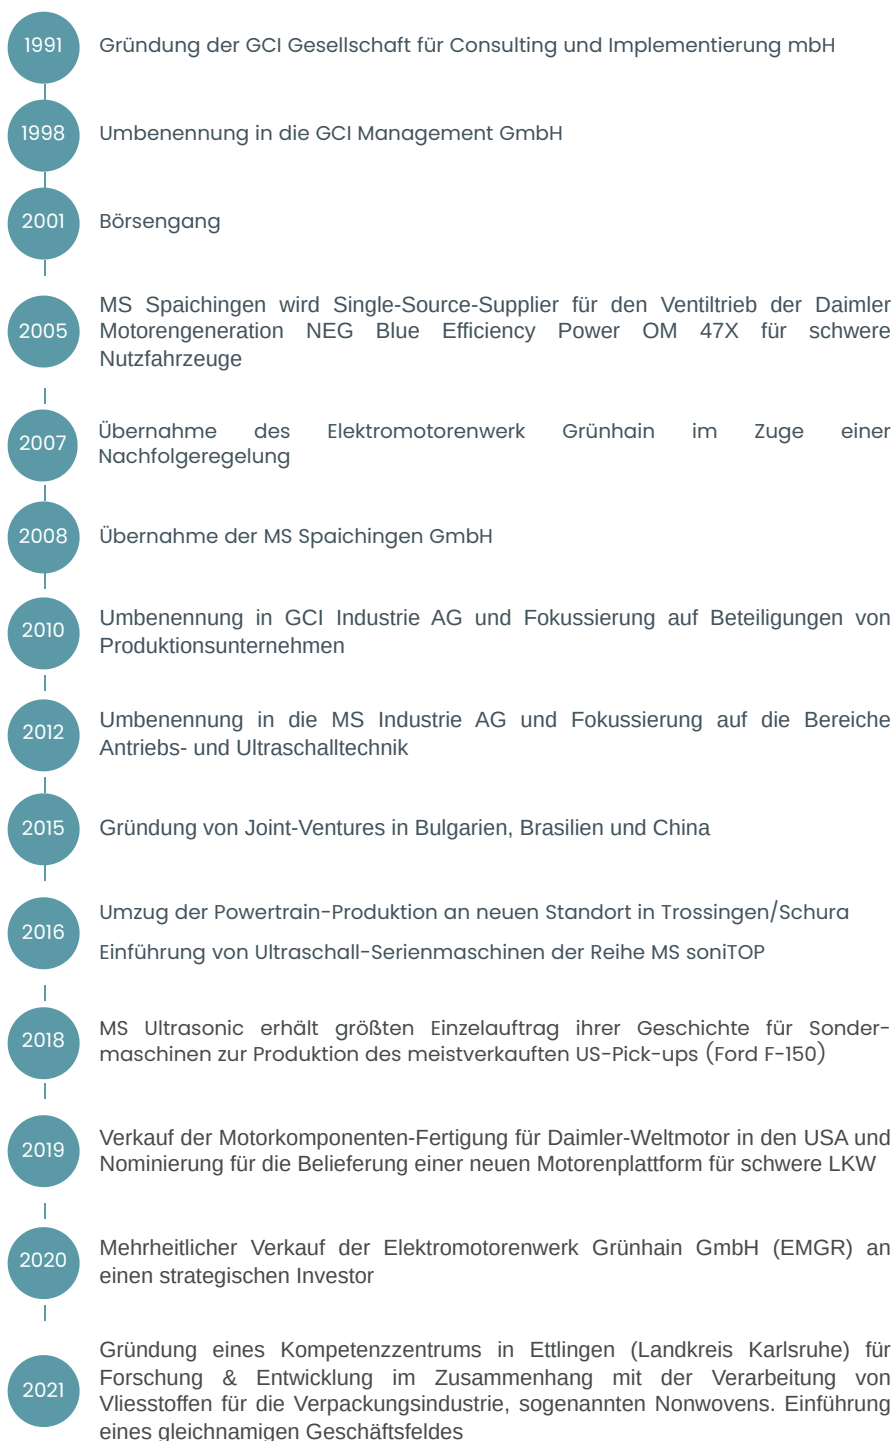 1991
Gründung der GCI Gesellschaft für Consulting und Implementierung mbH
1998
Umbenennung in die GCI Management GmbH
2001
Börsengang
2005
MS Spaichingen wird Single-Source-Supplier für den Ventiltrieb der Daimler
Motorengeneration NEG Blue Efficiency Power OM 47X für schwere
Nutzfahrzeuge
2007
Übernahme des Elektromotorenwerk Grünhain im Zuge einer
Nachfolgeregelung
2008
Übernahme der MS Spaichingen GmbH
2010
Umbenennung in GCI Industrie AG und Fokussierung auf Beteiligungen von
Produktionsunternehmen
2012
Umbenennung in die MS Industrie AG und Fokussierung auf die Bereiche
Antriebs- und Ultraschalltechnik
2015
Gründung von Joint-Ventures in Bulgarien, Brasilien und China
2016
Umzug der Powertrain-Produktion an neuen Standort in Trossingen/Schura
Einführung von Ultraschall-Serienmaschinen der Reihe MS soniTOP
2018
MS Ultrasonic erhält größten Einzelauftrag ihrer Geschichte für Sonder-
maschinen zur Produktion des meistverkauften US-Pick-ups (Ford F-150)
2019
Verkauf der Motorkomponenten-Fertigung für Daimler-Weltmotor in den USA und
Nominierung für die Belieferung einer neuen Motorenplattform für schwere LKW
2020
Mehrheitlicher Verkauf der Elektromotorenwerk Grünhain GmbH (EMGR) an
einen strategischen Investor
2021
Gründung eines Kompetenzzentrums in Ettlingen (Landkreis Karlsruhe) für
Forschung & Entwicklung im Zusammenhang mit der Verarbeitung von
Vliesstoffen für die Verpackungsindustrie, sogenannten Nonwovens. Einführung
eines gleichnamigen Geschäftsfeldes